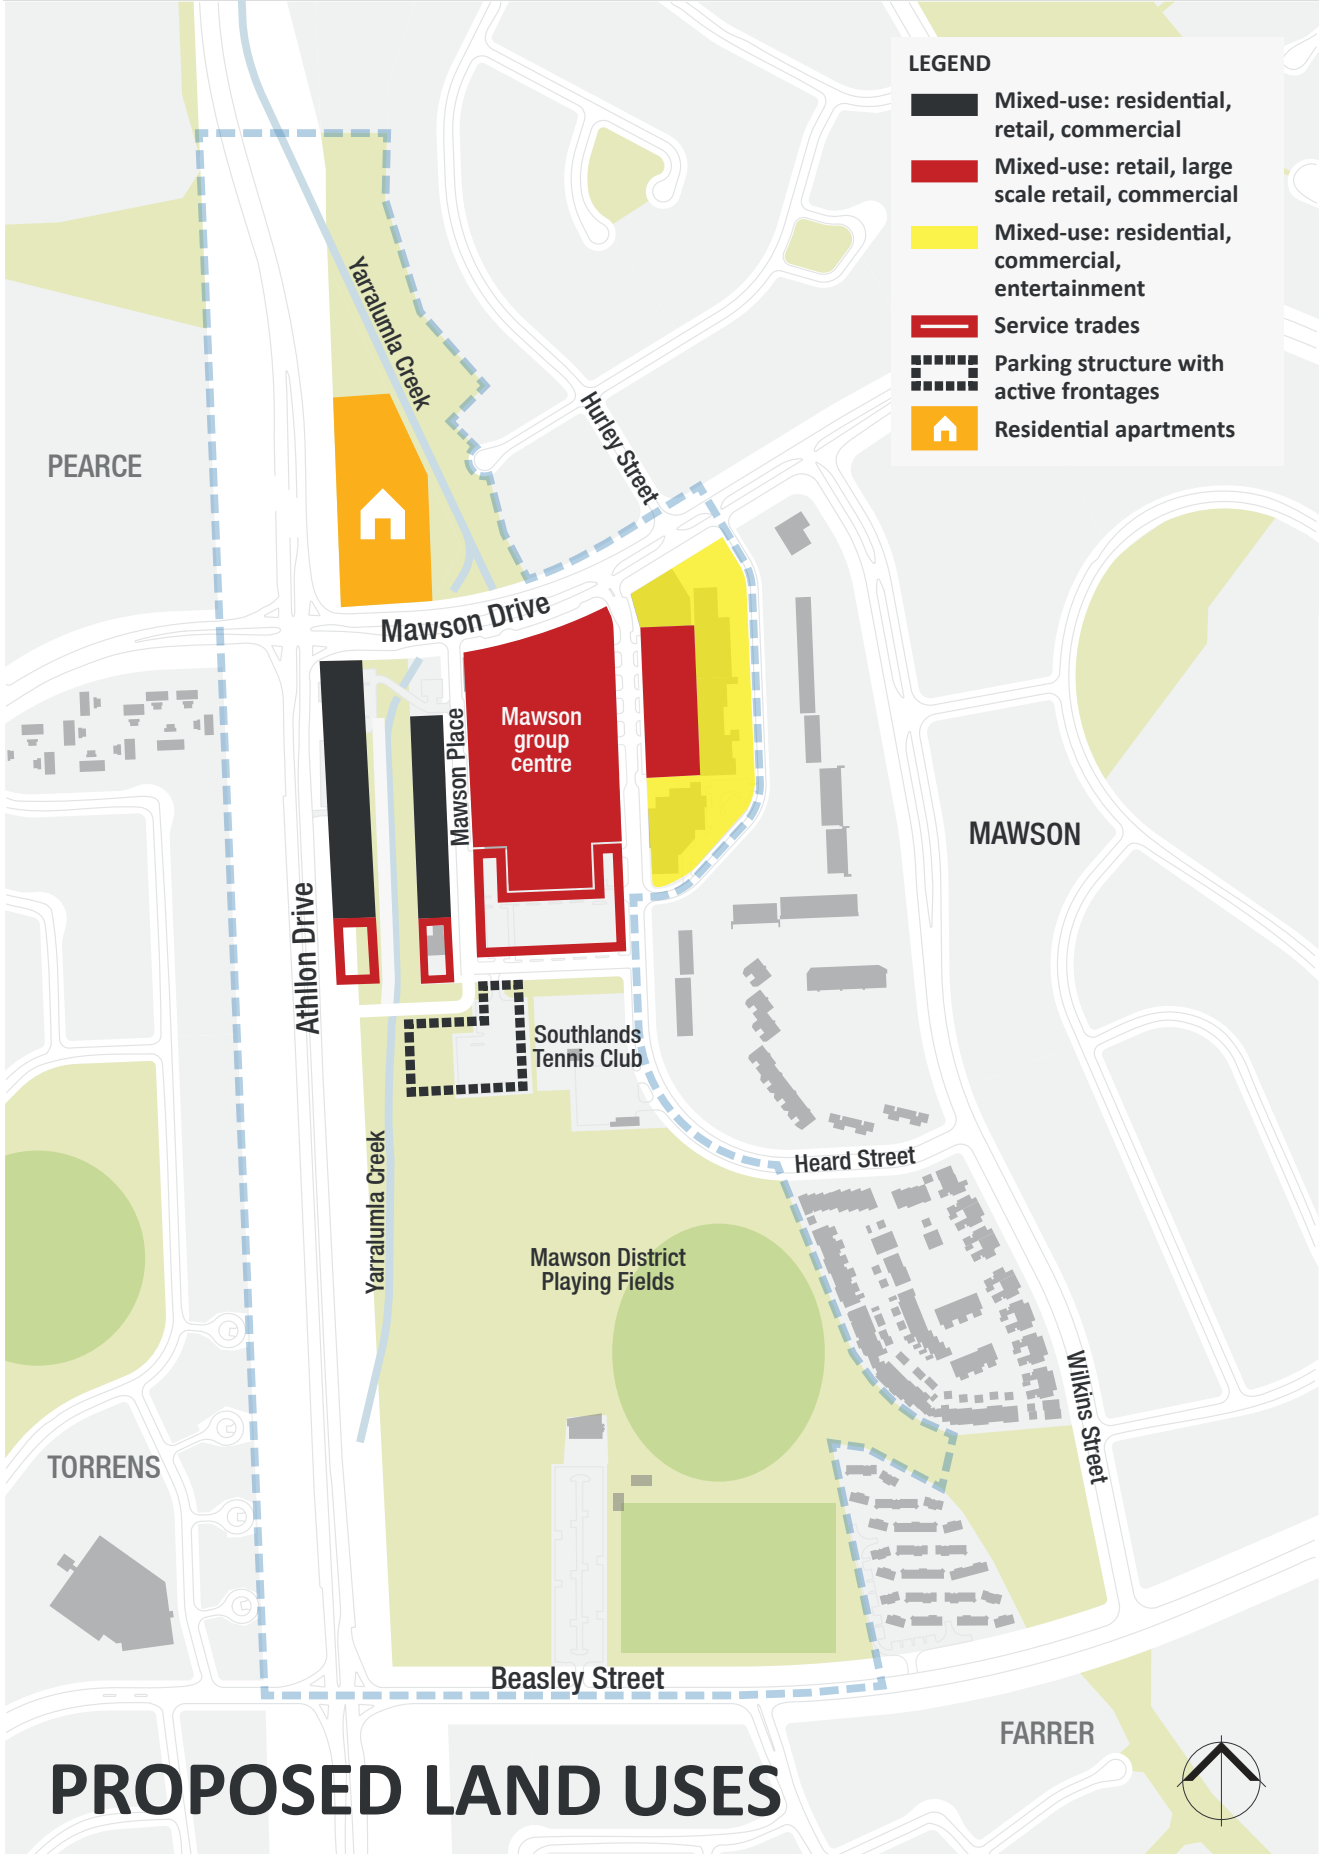 LEGEND
Mixed-use: residential,
retail, commercial
Mixed-use: retail, large
scale retail, commercial
Mixed-use: residential,
commercial,
entertainment
Service trades
Parking structure with
active frontages
Residential apartments
Yarralumla Creek
Hurley Street
PEARCE
Mawson Drive
Mawson
group
centre
Mawson Place
MAWSON
Athllon Drive
Southlands
Tennis Club
Heard Street
Yarralumla Creek
Mawson District
Playing Fields
Wilkins Street
TORRENS
Beasley Street
FARRER
PROPOSED LAND USES